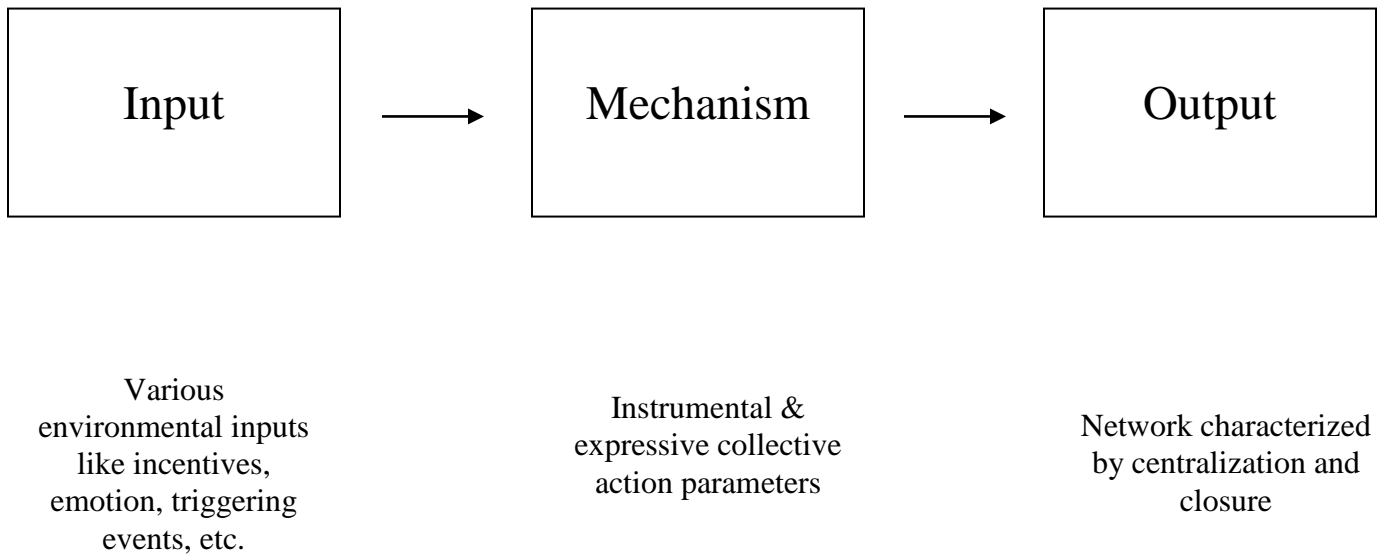 Input
Mechanism
Output
Various
environmental inputs
like incentives,
emotion, triggering
events, etc.
Instrumental &
expressive collective
action parameters
Network characterized
by centralization and
closure